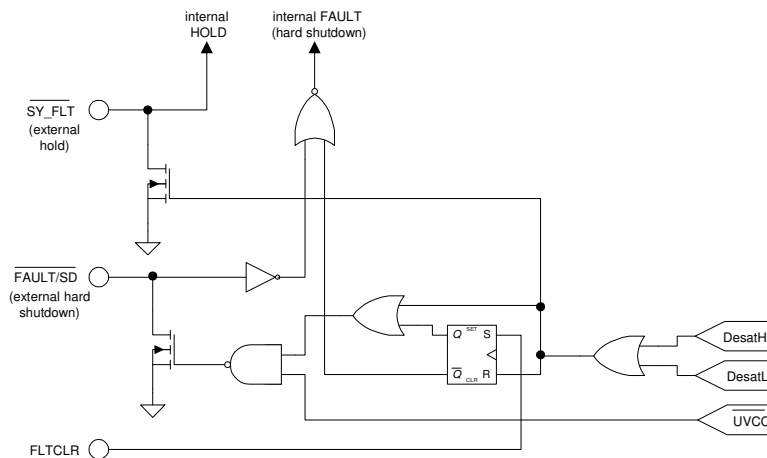 internal
HOLD
internal FAULT
(hard shutdown)
SY_FLT
(external
hold)
FAULT/SD
(external hard
shutdown)
Q
SET
S
Q
CLR
R
DesatH
DesatL
UVCC
FLTCLR